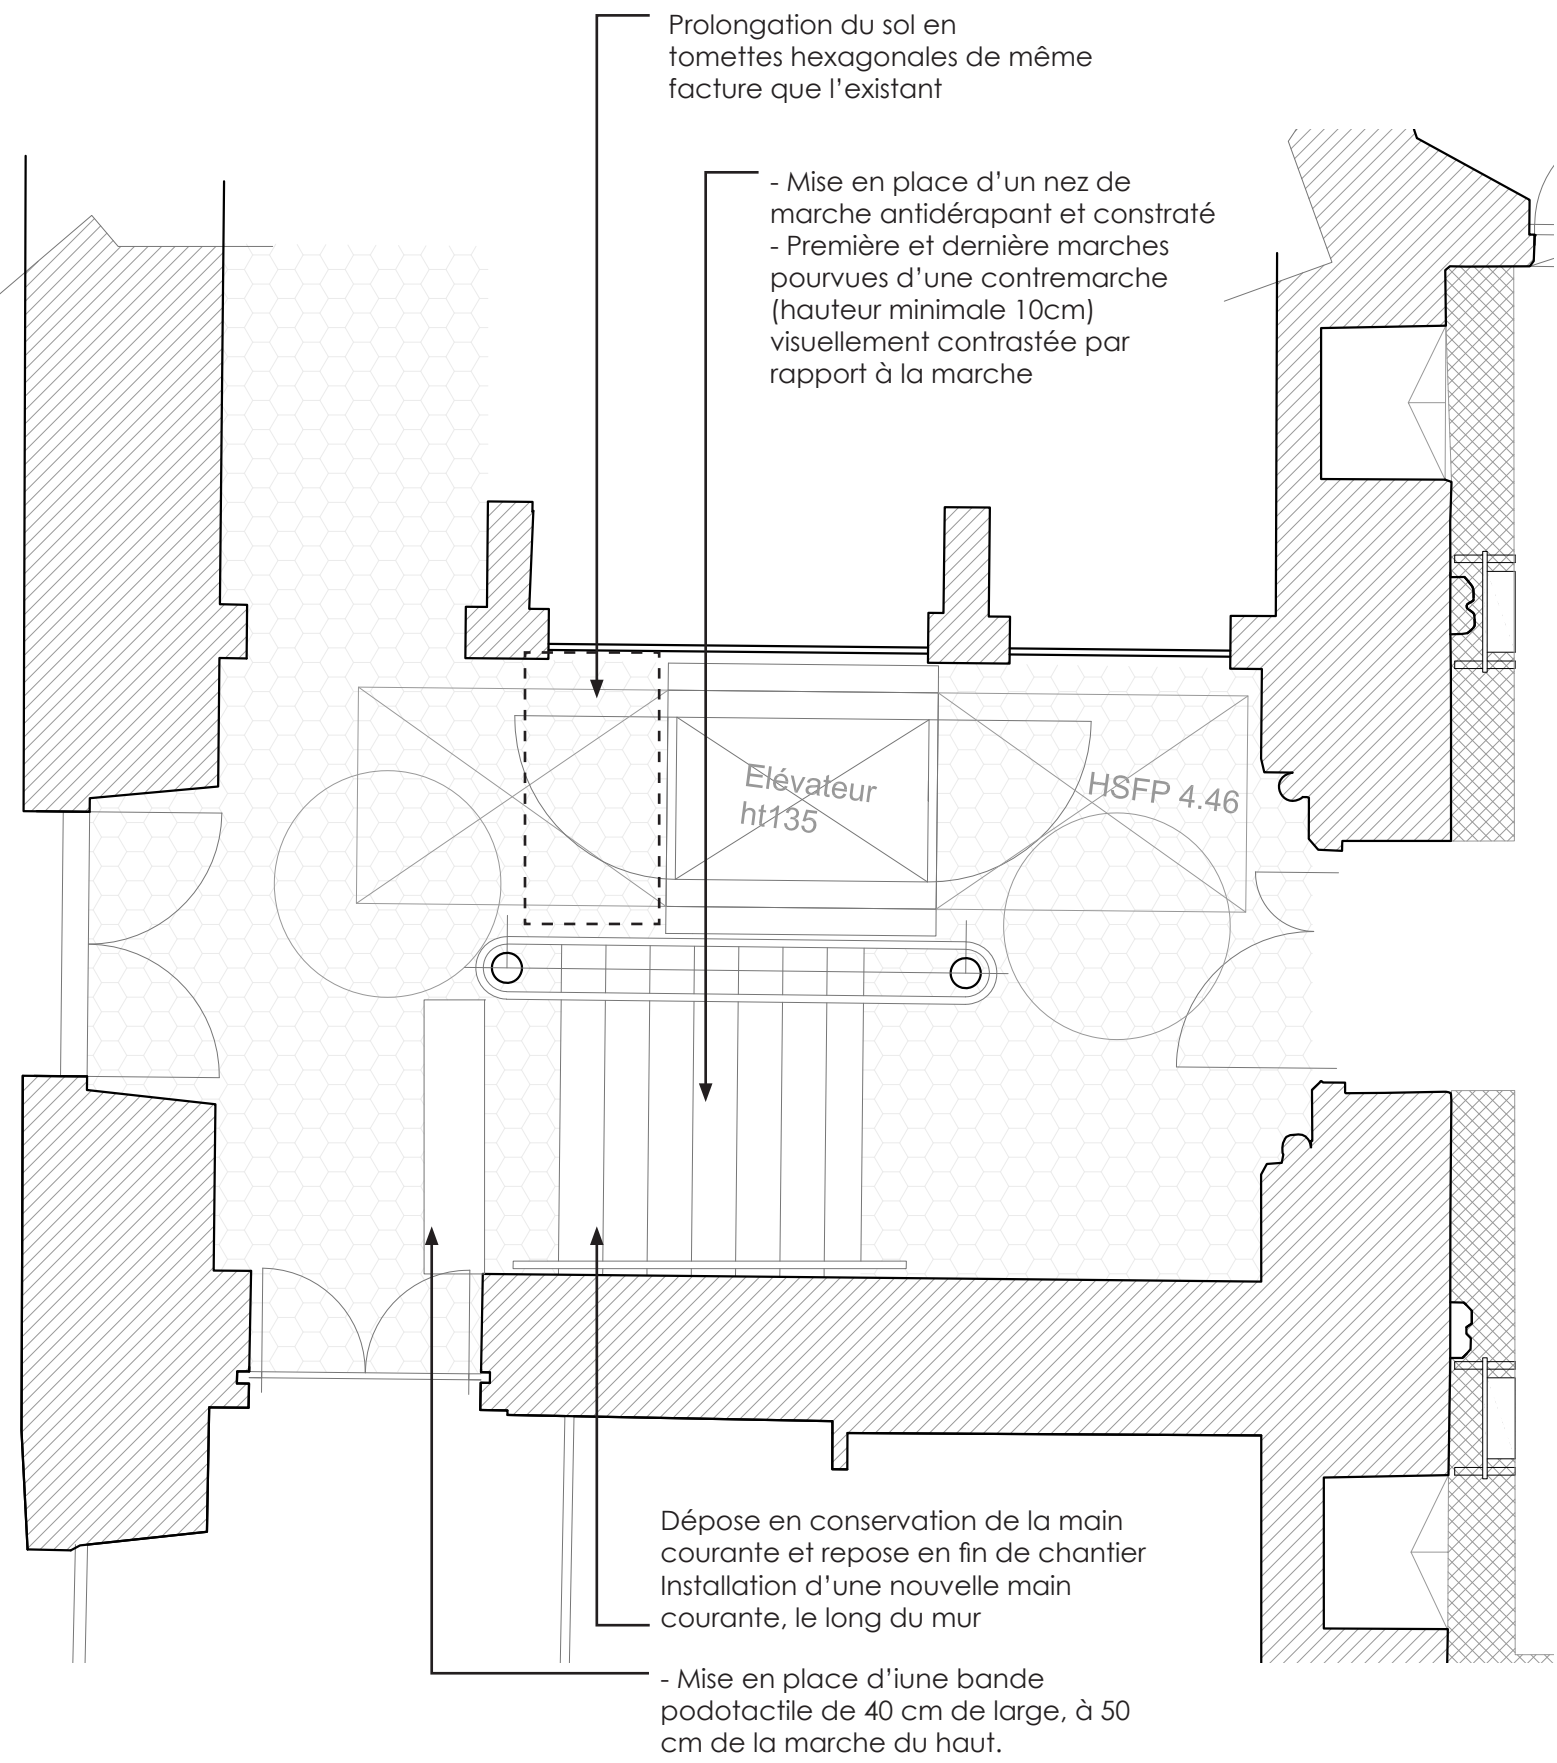 Prolongation du sol en
tomettes hexagonales de même
facture que l'existant
- Mise en place d'un nez de
marche antidérapant et constraté
- Première et dernière marches
pourvues d'une contremarche
(hauteur minimale 10cm)
visuellement contrastée par
rapport à la marche
Elévateur
ht135
HSFP 4.46
Dépose en conservation de la main
courante et repose en fin de chantier
Installation d'une nouvelle main
courante, le long du mur
- Mise en place d'iune bande
podotactile de 40 cm de large, à 50
cm de la marche du haut.